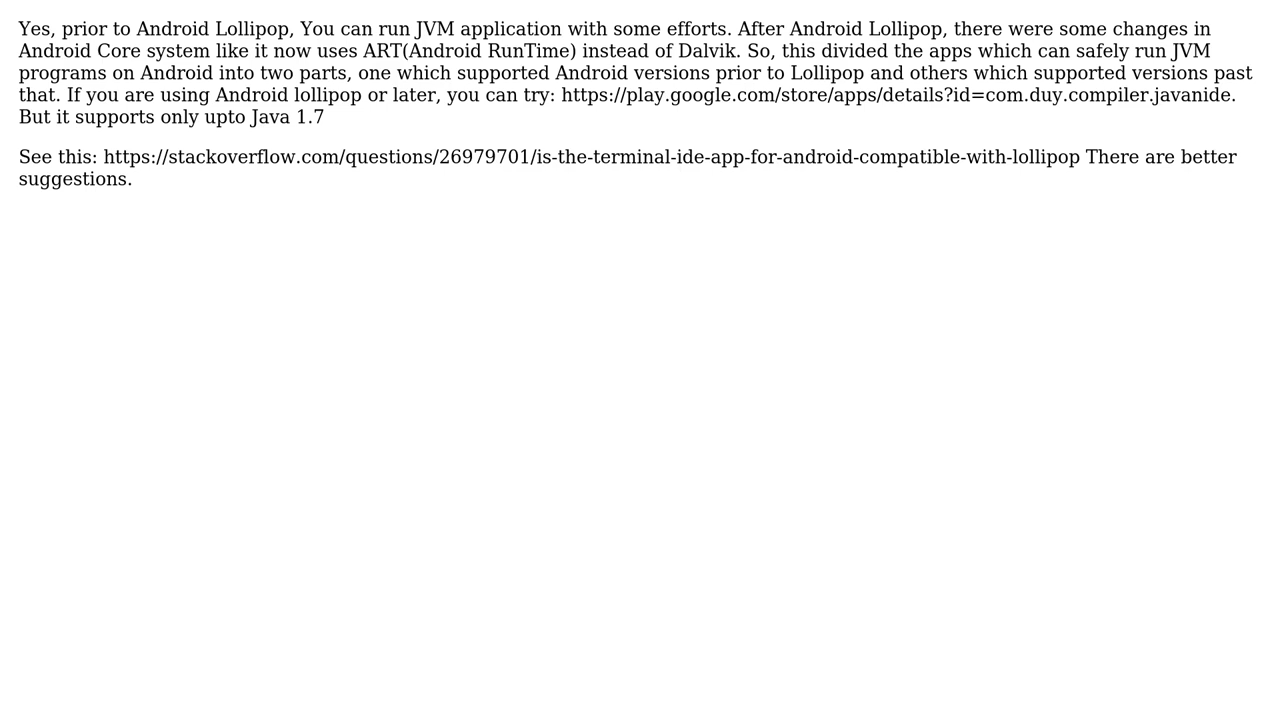 Yes, prior to Android Lollipop, You can run JVM application with some efforts. After Android Lollipop, there were some changes in
Android Core system like it now uses ART(Android RunTime) instead of Dalvik. So, this divided the apps which can safely run JVM
programs on Android into two parts, one which supported Android versions prior to Lollipop and others which supported versions past
that. If you are using Android lollipop or later, you can try: https://play.google.com/store/apps/details?id=com.duy.compiler.javanide.
But it supports only upto Java 1.7
See this: https://stackoverflow.com/questions/26979701/is-the-terminal-ide-app-for-android-compatible-with-lollipop There are better
suggestions.